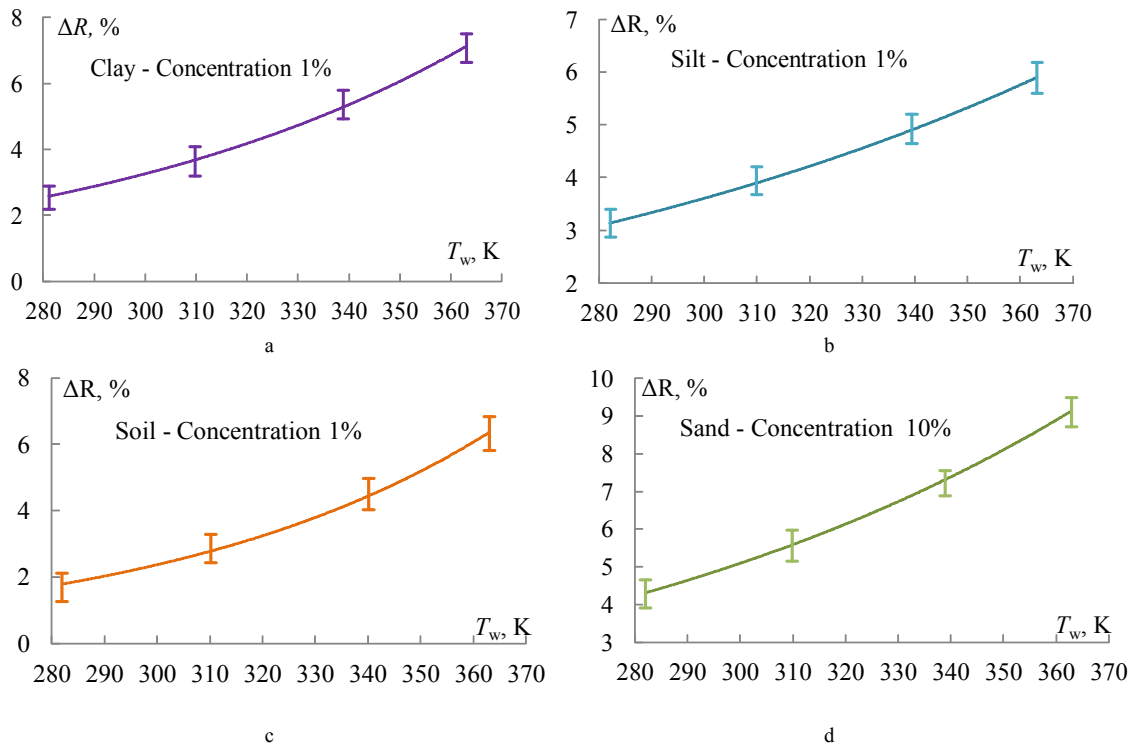 ΔR, %
Clay - Concentration 1%
8
6
4
2
0
T_w, K
280 290 300 310 320 330 340 350 360 370
a
ΔR, %
Silt - Concentration 1%
7
6
5
4
3
2
T_w, K
280 290 300 310 320 330 340 350 360 370
b
ΔR, %
Soil - Concentration 1%
8
6
4
2
0
T_w, K
280 290 300 310 320 330 340 350 360 370
c
ΔR, %
Sand - Concentration 10%
10
9
8
7
6
5
4
3
T_w, K
280 290 300 310 320 330 340 350 360 370
d